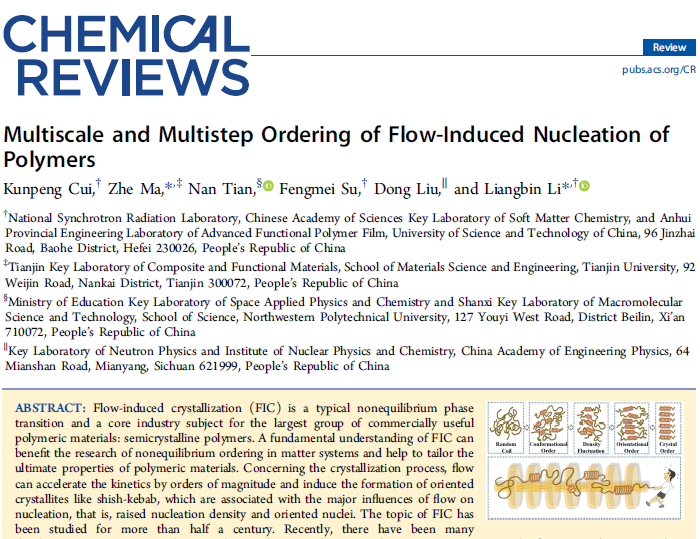 CHEMICAL
REVIEWS
Review
pubs.acs.org/CR
Multiscale and Multistep Ordering of Flow-Induced Nucleation of
Polymers
Kunpeng Cui,† Zhe Ma,*,‡ Nan Tian,§ Fengmei Su,† Dong Liu,∥ and Liangbin Li*,†
†National Synchrotron Radiation Laboratory, Chinese Academy of Sciences Key Laboratory of Soft Matter Chemistry, and Anhui
Provincial Engineering Laboratory of Advanced Functional Polymer Film, University of Science and Technology of China, 96 Jinzhai
Road, Baohe District, Hefei 230026, People's Republic of China
‡Tianjin Key Laboratory of Composite and Functional Materials, School of Materials Science and Engineering, Tianjin University, 92
Weijin Road, Nankai District, Tianjin 300072, People's Republic of China
§Ministry of Education Key Laboratory of Space Applied Physics and Chemistry and Shanxi Key Laboratory of Macromolecular
Science and Technology, School of Science, Northwestern Polytechnical University, 127 Youyi West Road, District Beilin, Xi'an
710072, People's Republic of China
∥Key Laboratory of Neutron Physics and Institute of Nuclear Physics and Chemistry, China Academy of Engineering Physics, 64
Mianshan Road, Mianyang, Sichuan 621999, People's Republic of China
ABSTRACT: Flow-induced crystallization (FIC) is a typical nonequilibrium phase
transition and a core industry subject for the largest group of commercially useful
polymeric materials: semicrystalline polymers. A fundamental understanding of FIC can
benefit the research of nonequilibrium ordering in matter systems and help to tailor the
ultimate properties of polymeric materials. Concerning the crystallization process, flow
can accelerate the kinetics by orders of magnitude and induce the formation of oriented
crystallites like shish-kebab, which are associated with the major influences of flow on
nucleation, that is, raised nucleation density and oriented nuclei. The topic of FIC has
been studied for more than half a century. Recently, there have been many
Random
Coil
Conformational
Order
Density
Fluctuation
Orientational
Order
Crystal
Order